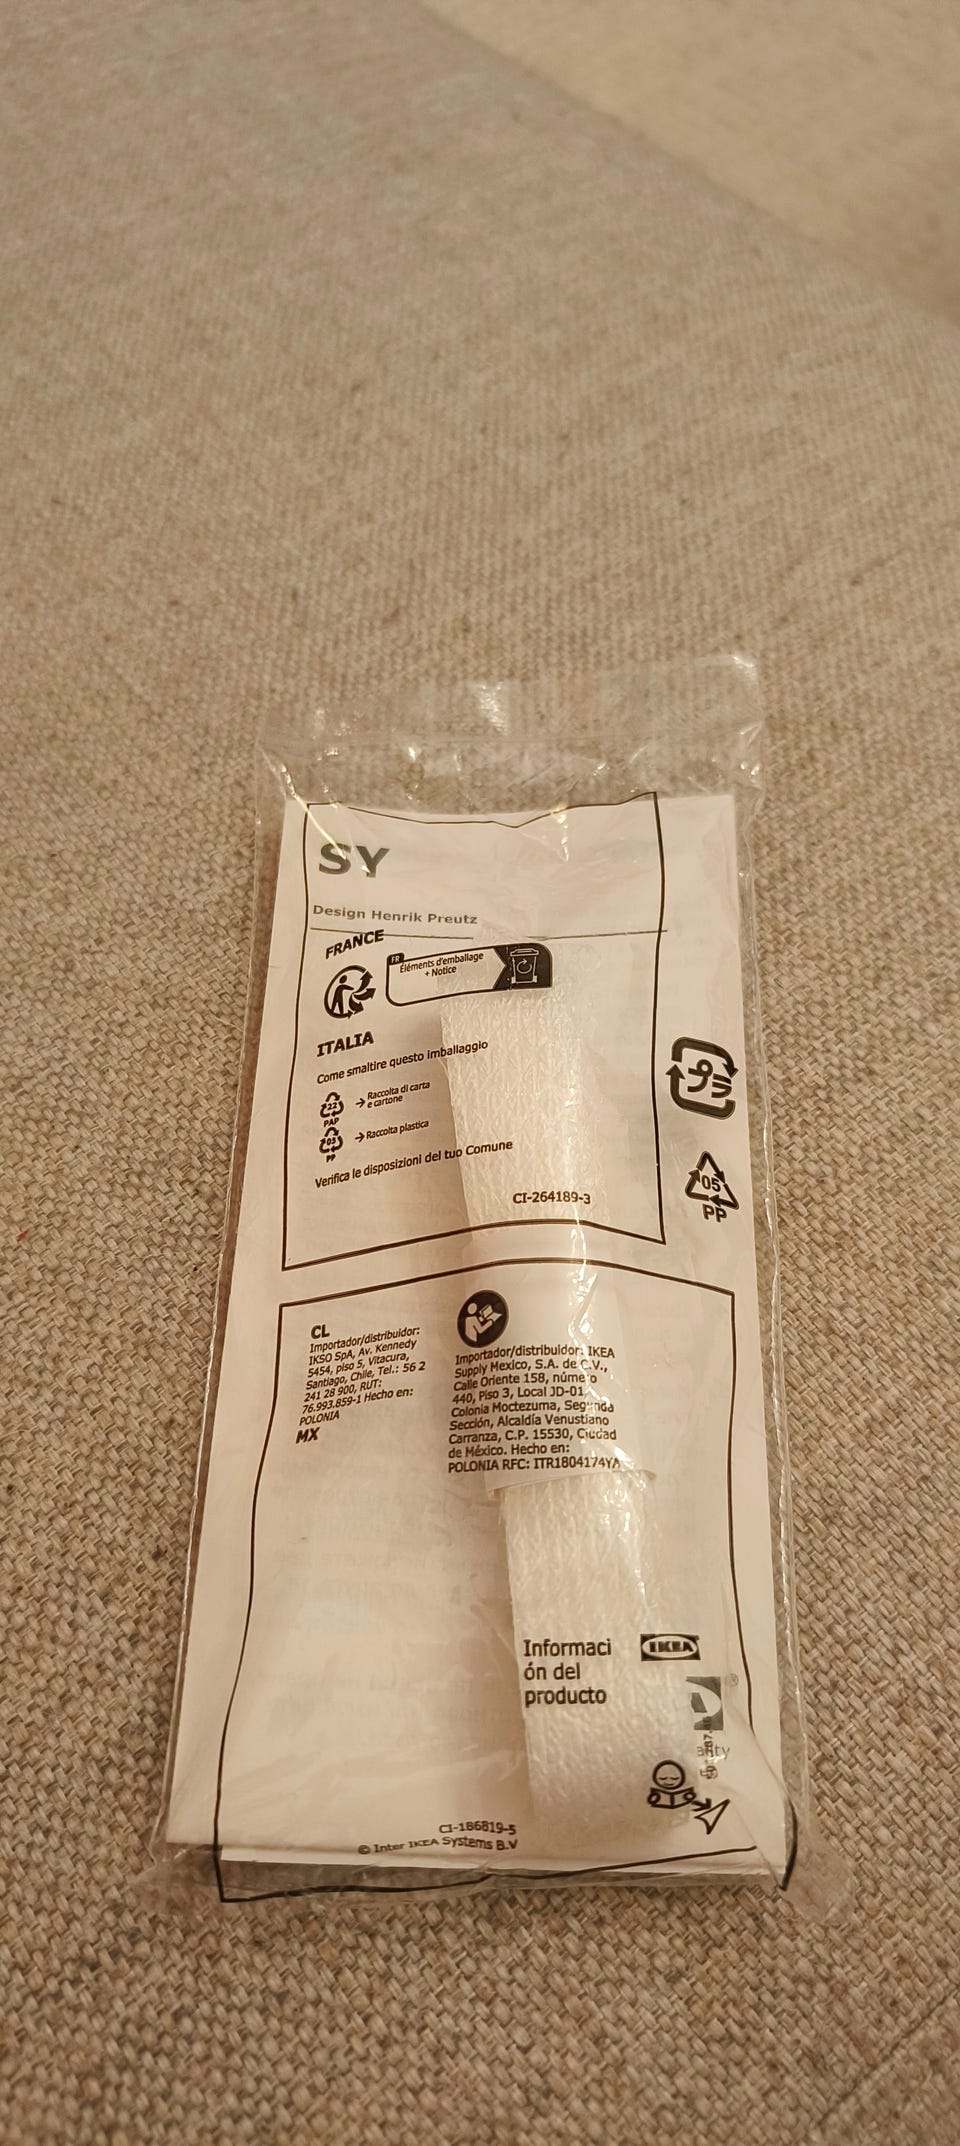 SY
Design Henrik Preutz
FRANCE
FR
Éléments d'emballage
+ Notice
ITALIA
Come smaltire questo imballaggio
22
PAP
→ Raccolta di carta
e cartone
05
PP
→ Raccolta plastica
Verifica le disposizioni del tuo Comune
CI-264189-3
05
PP
CL
Importador/distribuidor:
IKSO SpA, Av. Kennedy
5454, piso 5, Vitacura,
Santiago, Chile, Tel.: 56 2
241 28 900, RUT:
76.993.859-1 Hecho en:
POLONIA
MX
Importador/distribuidor: IKEA
Supply Mexico, S.A. de C.V.,
Calle Oriente 158, número
440, Piso 3, Local JD-01,
Colonia Moctezuma, Segunda
Sección, Alcaldía Venustiano
Carranza, C.P. 15530, Ciudad
de México. Hecho en:
POLONIA RFC: ITR1804174YA
Informaci
ón del
producto
IKEA
®
CI-186819-5
© Inter IKEA Systems B.V